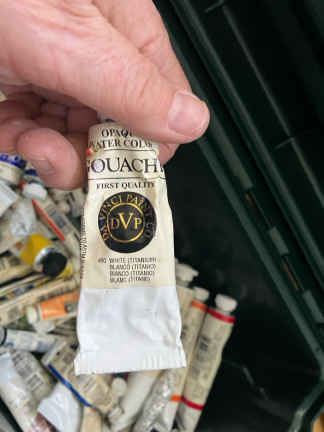 OPAQUE
WATER COLOR
GOUACHE
FIRST QUALITY
DA VINCI PAINT CO.
DVP
WHITE (TITANIUM)
BLANCO (TITANIO)
BIANCO (TITANIO)
BLANC (TITANE)